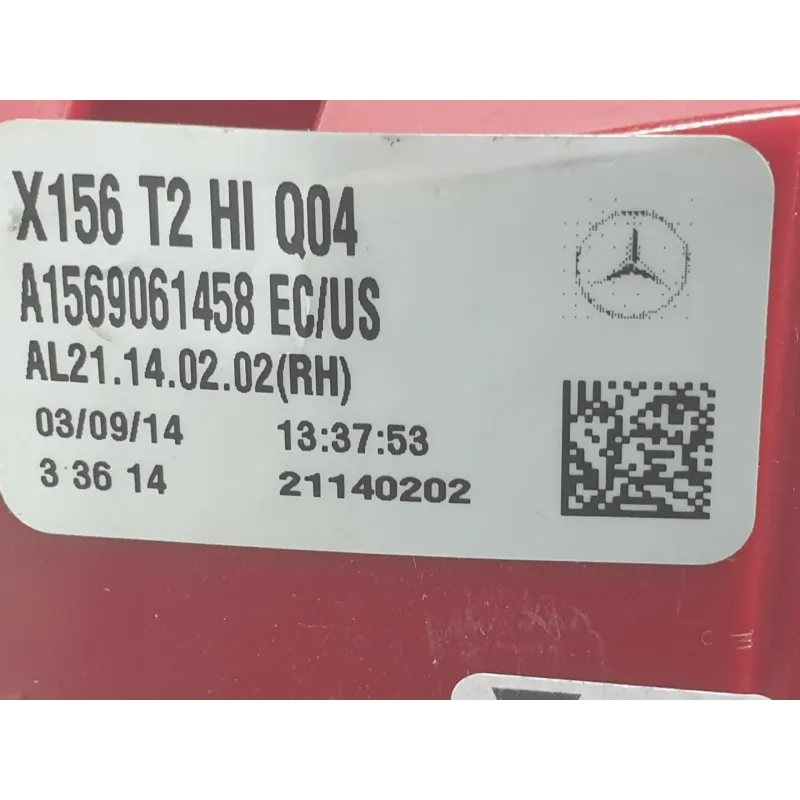 X156 T2 HI Q04
A1569061458 EC/US
AL21.14.02.02(RH)
03/09/14 13:37:53
3 36 14 21140202